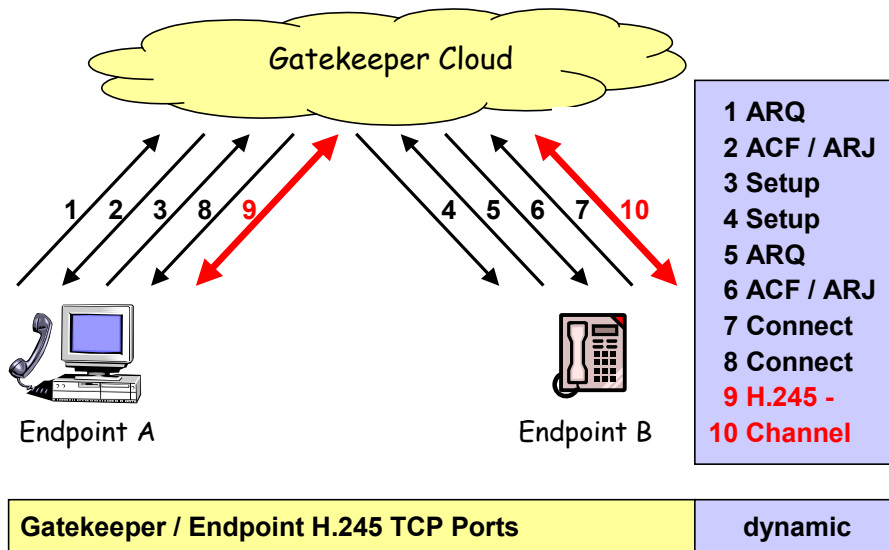 Gatekeeper Cloud
1 2 3 8 9 4 5 6 7 10
1 ARQ
2 ACF / ARJ
3 Setup
4 Setup
5 ARQ
6 ACF / ARJ
7 Connect
8 Connect
9 H.245 -
10 Channel
Endpoint A
Endpoint B
Gatekeeper / Endpoint H.245 TCP Ports
dynamic